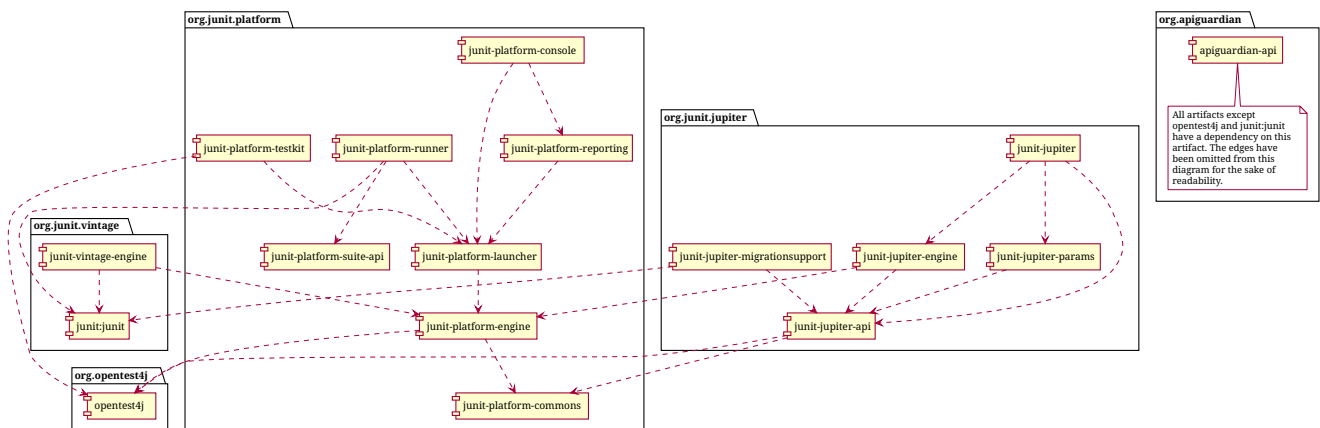 org.junit.platform
org.apiguardian
junit-platform-console
apiguardian-api
All artifacts except
opentest4j and junit:junit
have a dependency on this
artifact. The edges have
been omitted from this
diagram for the sake of
readability.
org.junit.jupiter
junit-platform-testkit
junit-platform-runner
junit-platform-reporting
junit-jupiter
org.junit.vintage
junit-vintage-engine
junit-platform-suite-api
junit-platform-launcher
junit-jupiter-migrationsupport
junit-jupiter-engine
junit-jupiter-params
junit:junit
junit-platform-engine
junit-jupiter-api
org.opentest4j
opentest4j
junit-platform-commons